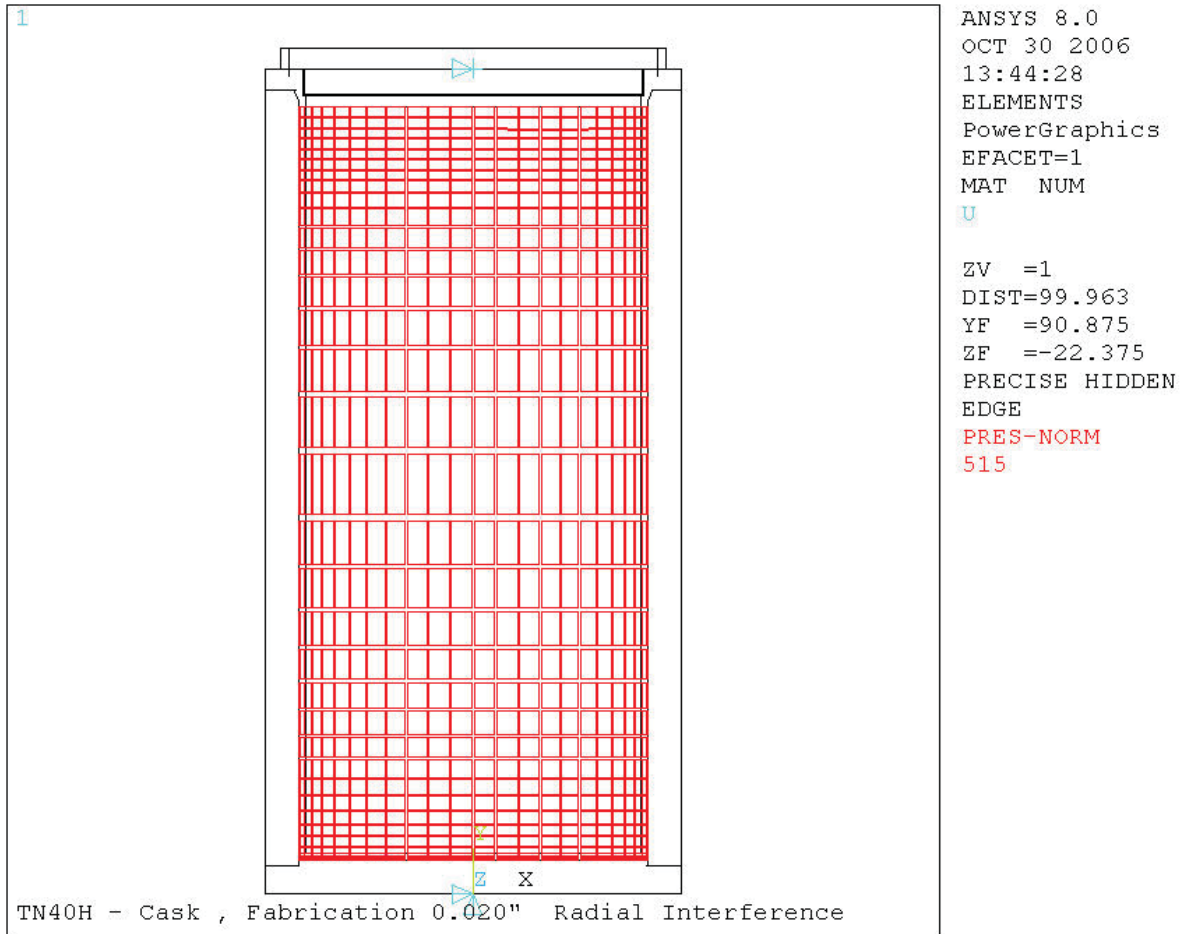 1
ANSYS 8.0
OCT 30 2006
13:44:28
ELEMENTS
PowerGraphics
EFACET=1
MAT NUM
U
ZV =1
DIST=99.963
YF =90.875
ZF =-22.375
PRECISE HIDDEN
EDGE
PRES-NORM
515
Y
Z X
TN40H - Cask , Fabrication 0.020" Radial Interference